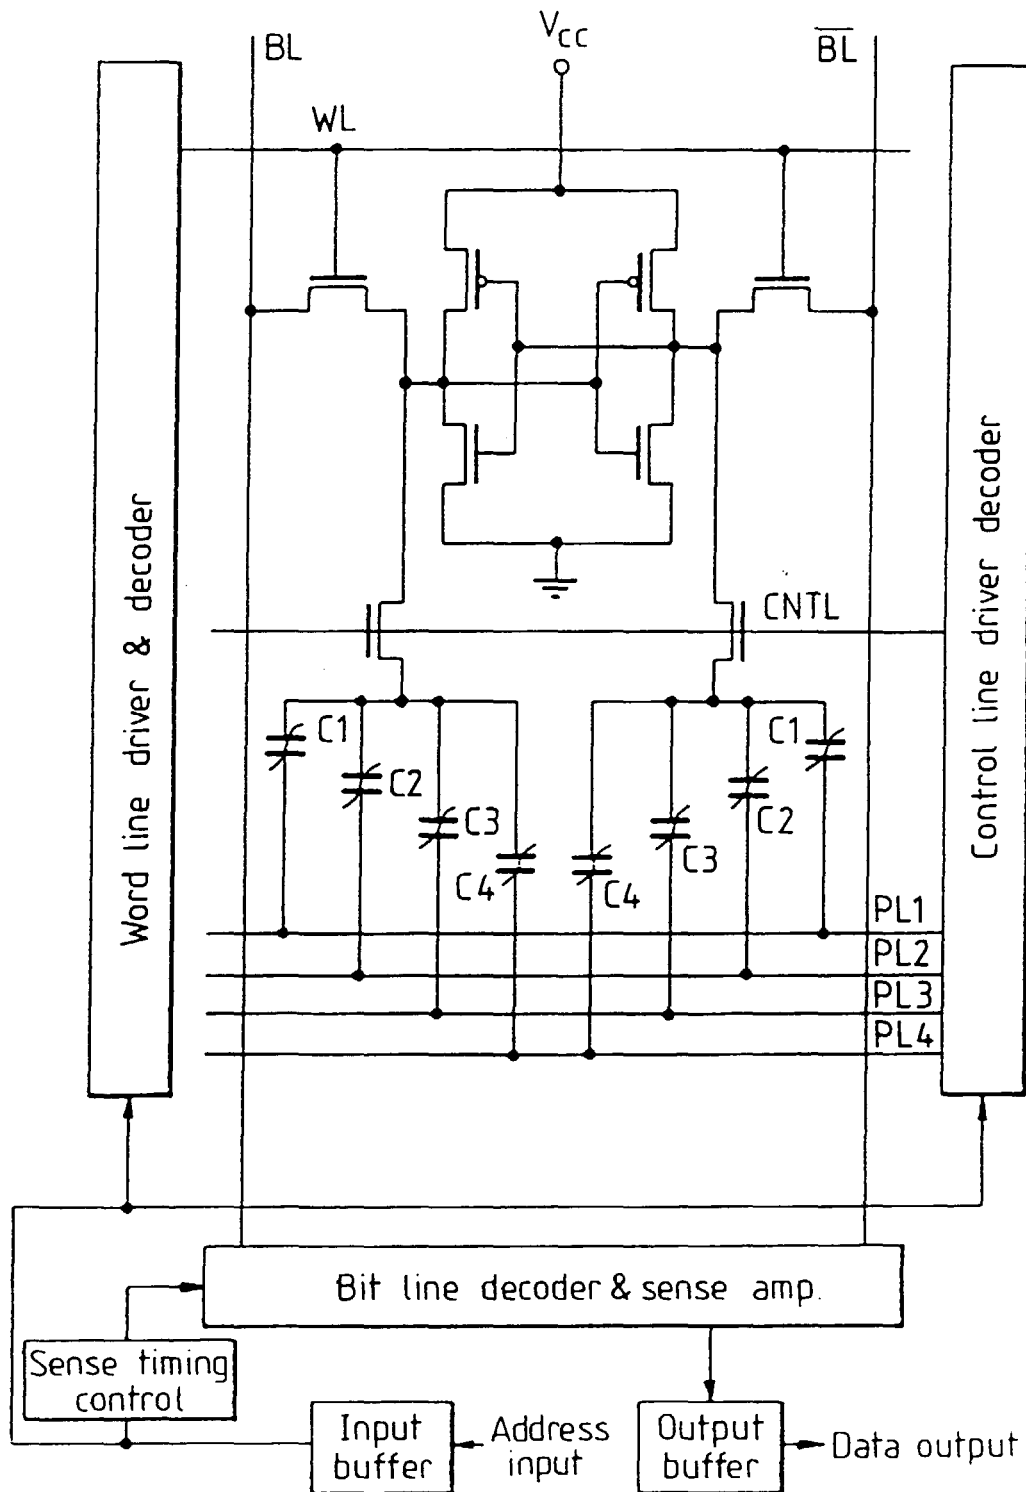 BL
V_CC
B̅L̅
WL
Word line driver & decoder
Control line driver decoder
CNTL
C1
C1
C2
C2
C3
C3
C4
C4
PL1
PL2
PL3
PL4
Bit line decoder & sense amp.
Sense timing
control
Input
buffer
Address
input
Output
buffer
Data output